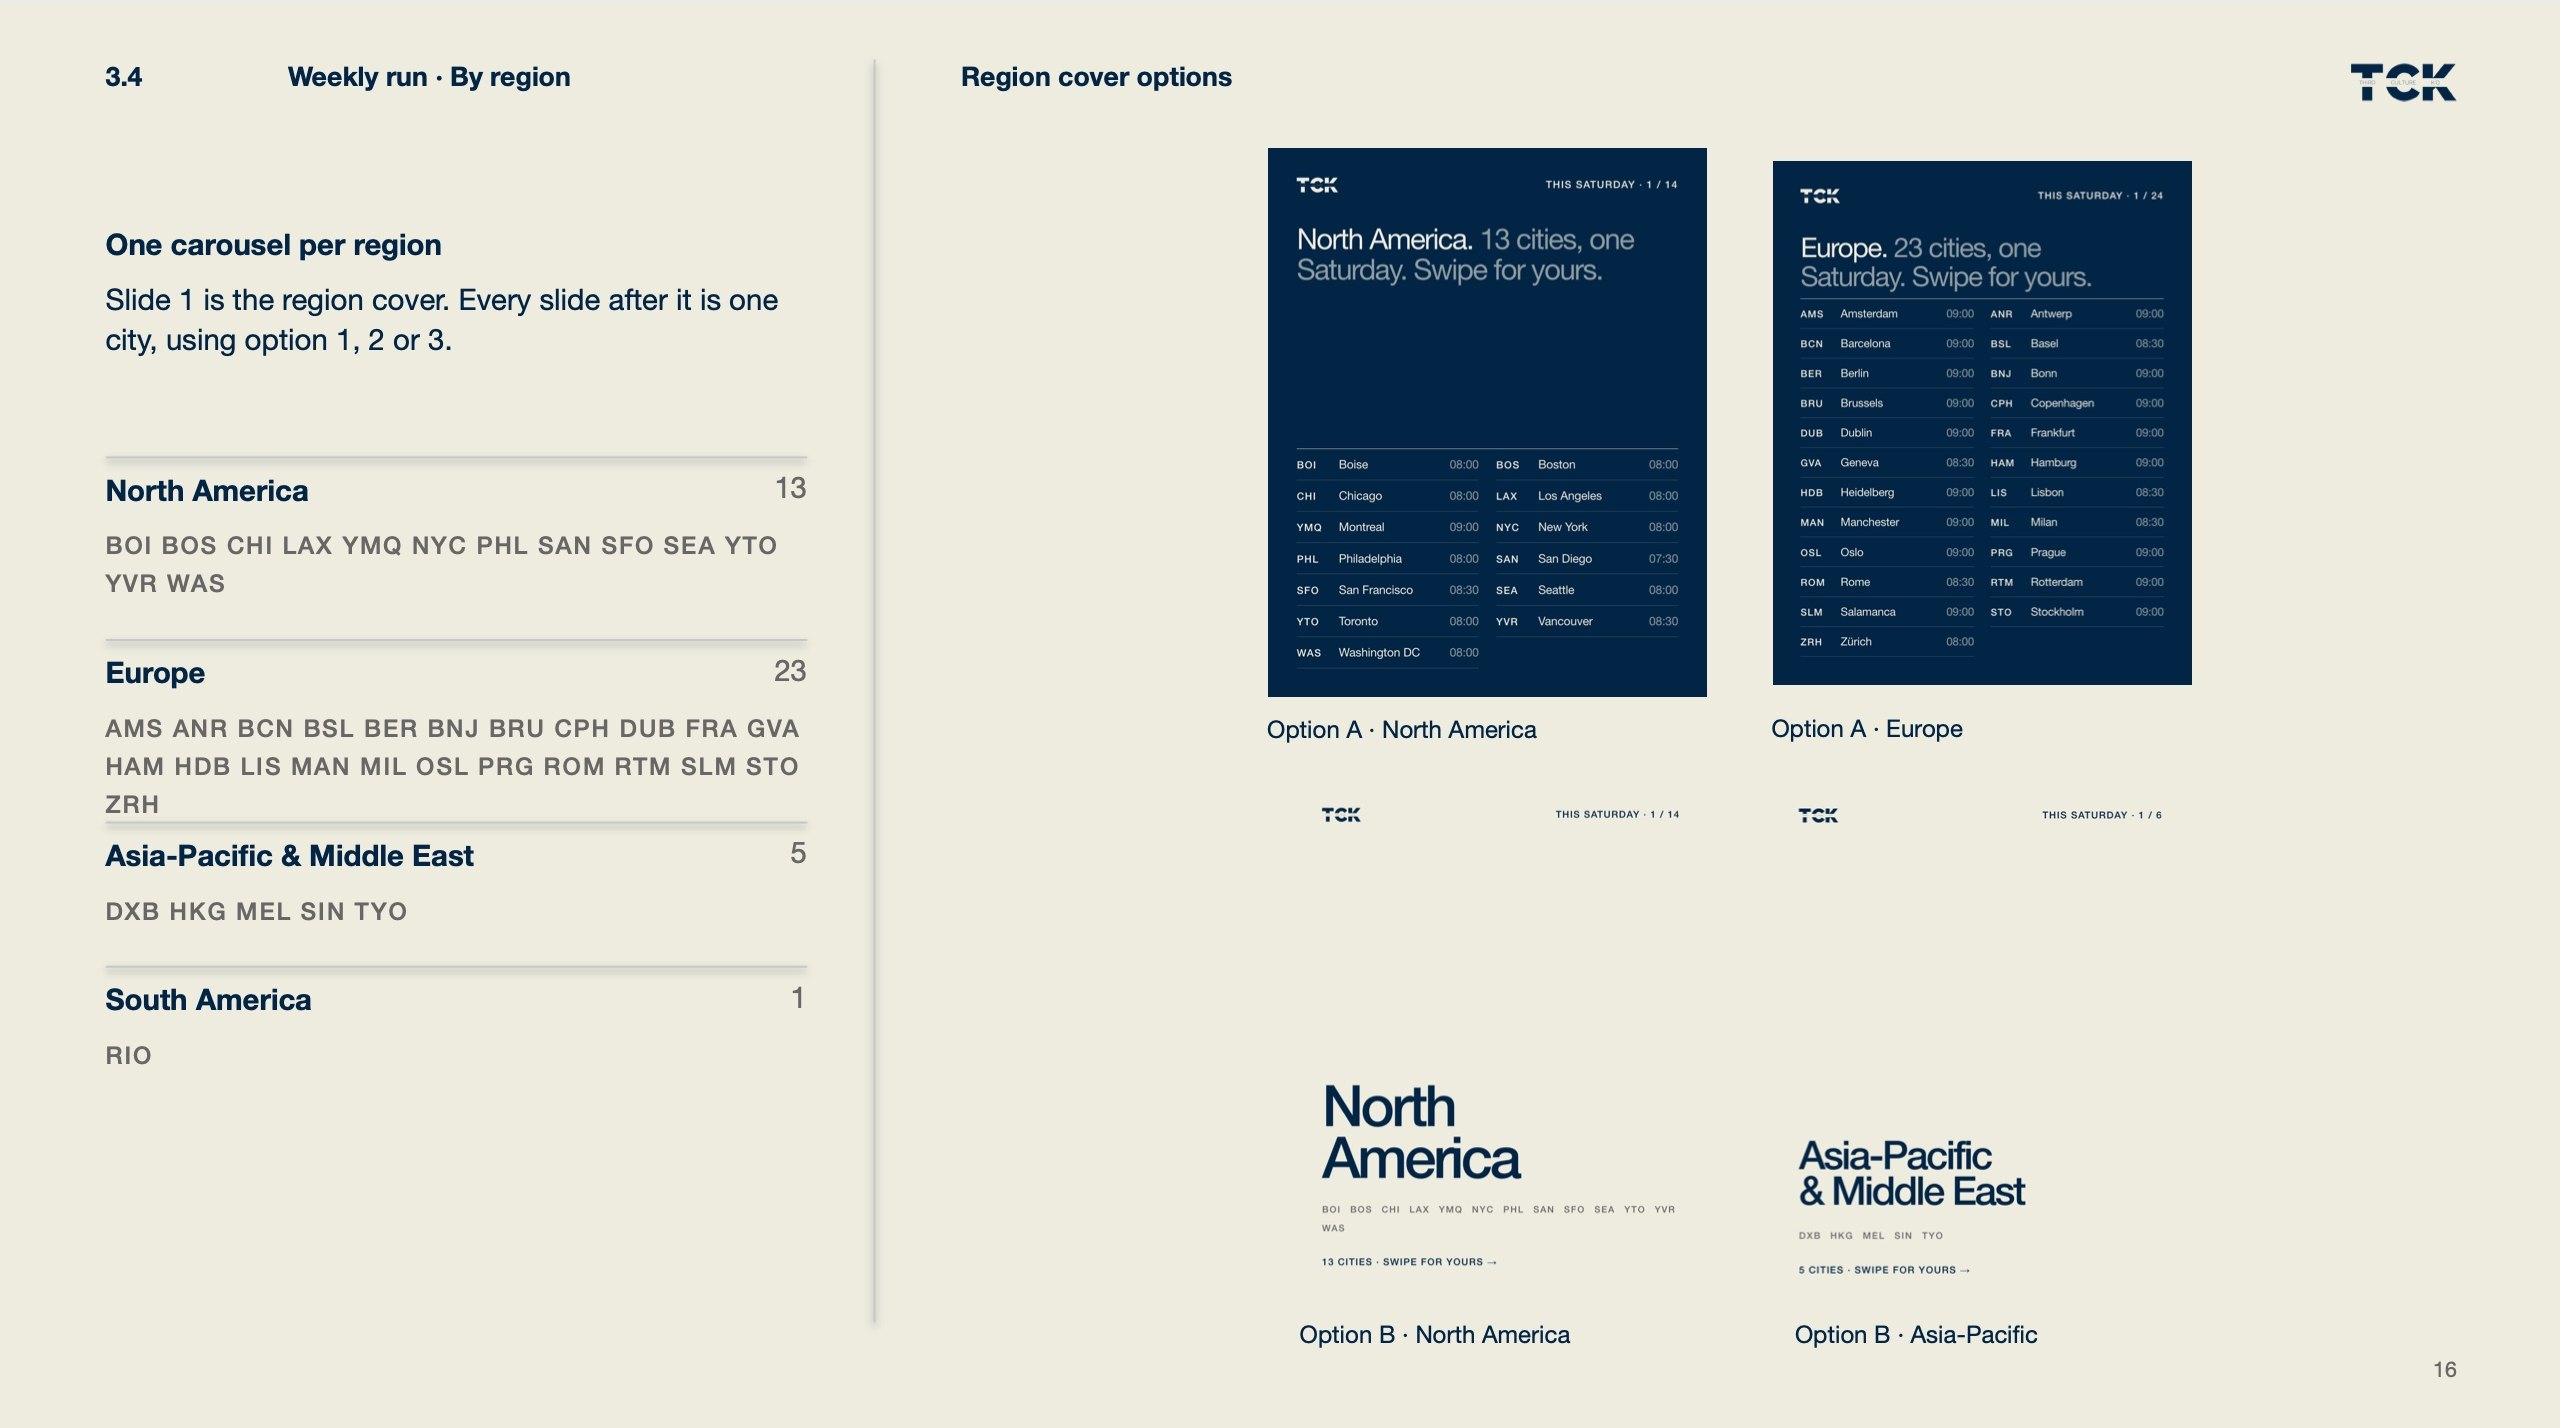 3.4
Weekly run · By region
Region cover options
TCK
One carousel per region
Slide 1 is the region cover. Every slide after it is one
city, using option 1, 2 or 3.
North America 13
BOI BOS CHI LAX YMQ NYC PHL SAN SFO SEA YTO
YVR WAS
Europe 23
AMS ANR BCN BSL BER BNJ BRU CPH DUB FRA GVA
HAM HDB LIS MAN MIL OSL PRG ROM RTM SLM STO
ZRH
Asia-Pacific & Middle East 5
DXB HKG MEL SIN TYO
South America 1
RIO
TCK
THIS SATURDAY · 1 / 14
North America. 13 cities, one
Saturday. Swipe for yours.
BOI Boise 08:00 BOS Boston 08:00
CHI Chicago 08:00 LAX Los Angeles 08:00
YMQ Montreal 09:00 NYC New York 08:00
PHL Philadelphia 08:00 SAN San Diego 07:30
SFO San Francisco 08:30 SEA Seattle 08:00
YTO Toronto 08:00 YVR Vancouver 08:30
WAS Washington DC 08:00
Option A · North America
TCK
THIS SATURDAY · 1 / 24
Europe. 23 cities, one
Saturday. Swipe for yours.
AMS Amsterdam 09:00 ANR Antwerp 09:00
BCN Barcelona 09:00 BSL Basel 08:30
BER Berlin 09:00 BNJ Bonn 09:00
BRU Brussels 09:00 CPH Copenhagen 09:00
DUB Dublin 09:00 FRA Frankfurt 09:00
GVA Geneva 08:30 HAM Hamburg 09:00
HDB Heidelberg 09:00 LIS Lisbon 08:30
MAN Manchester 09:00 MIL Milan 08:30
OSL Oslo 09:00 PRG Prague 09:00
ROM Rome 08:30 RTM Rotterdam 09:00
SLM Salamanca 09:00 STO Stockholm 09:00
ZRH Zürich 08:00
Option A · Europe
TCK
THIS SATURDAY · 1 / 14
North
America
BOI BOS CHI LAX YMQ NYC PHL SAN SFO SEA YTO YVR
WAS
13 CITIES · SWIPE FOR YOURS →
Option B · North America
TCK
THIS SATURDAY · 1 / 6
Asia-Pacific
& Middle East
DXB HKG MEL SIN TYO
5 CITIES · SWIPE FOR YOURS →
Option B · Asia-Pacific
16